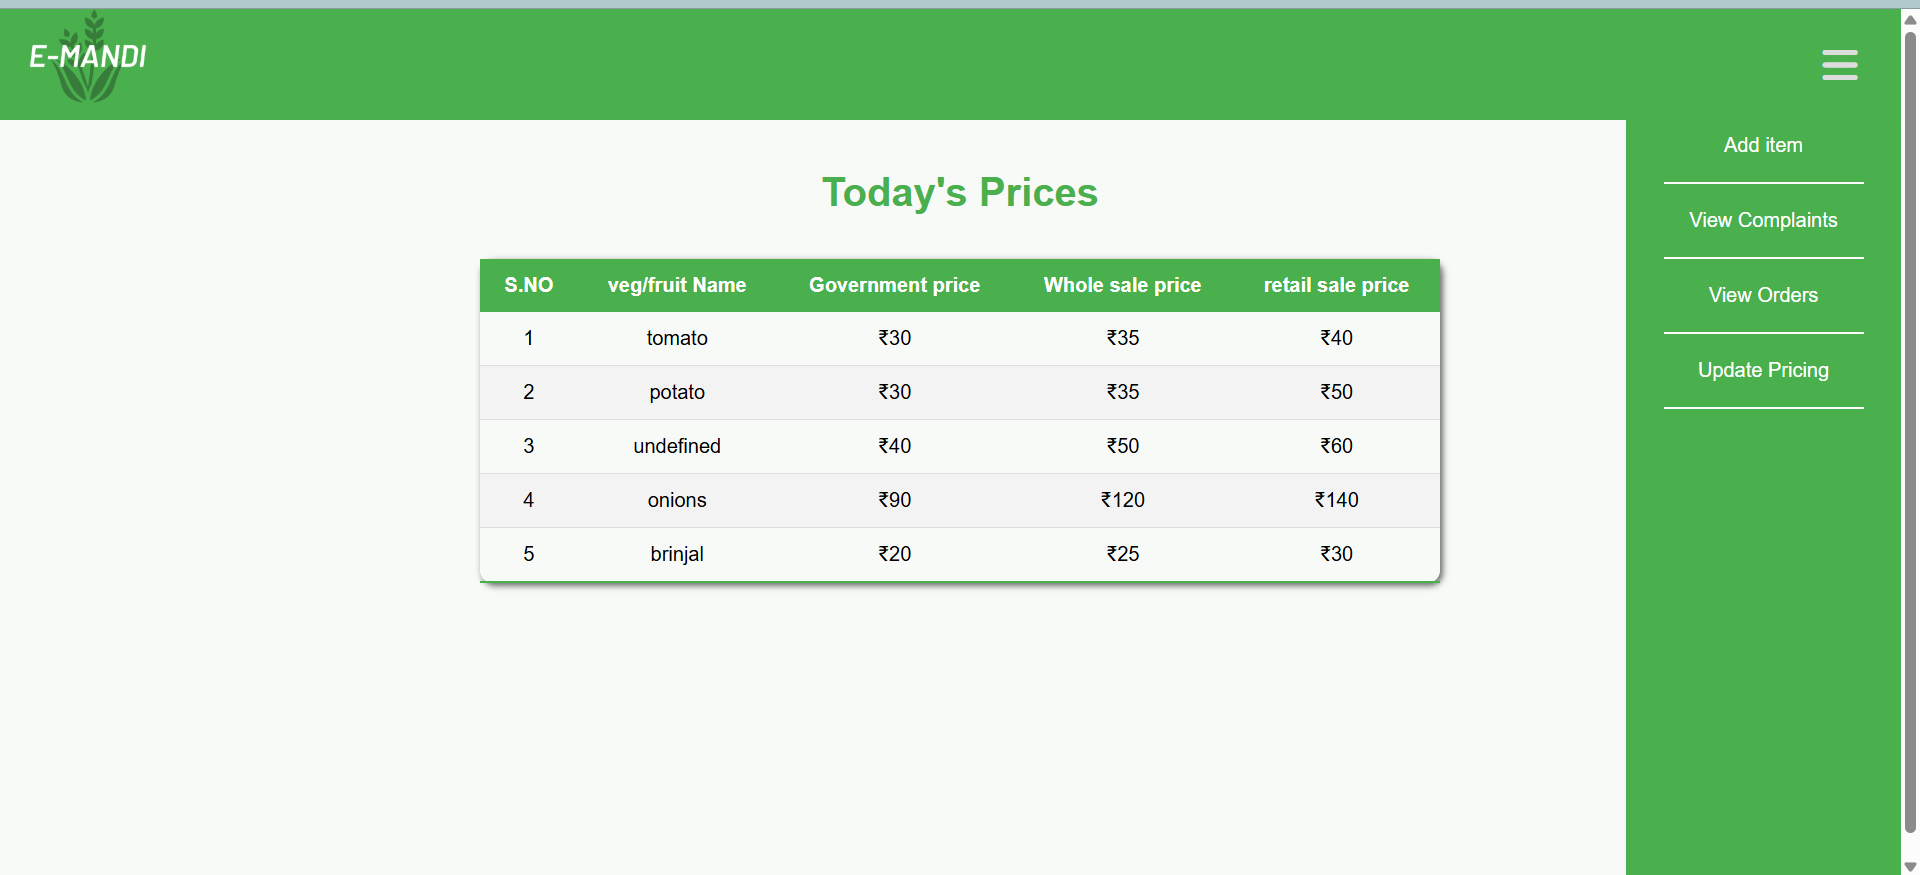 E-MANDI
Add item
View Complaints
View Orders
Update Pricing
Today's Prices
S.NO veg/fruit Name Government price Whole sale price retail sale price
1 tomato ₹30 ₹35 ₹40
2 potato ₹30 ₹35 ₹50
3 undefined ₹40 ₹50 ₹60
4 onions ₹90 ₹120 ₹140
5 brinjal ₹20 ₹25 ₹30